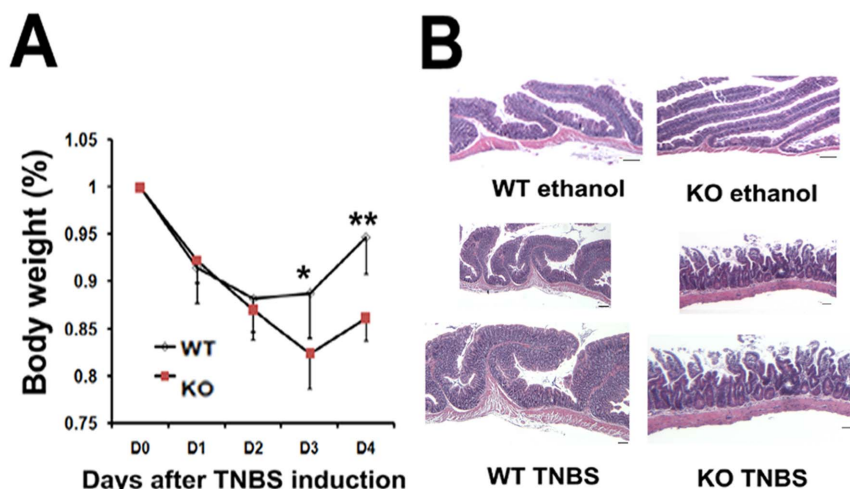 A
B
1.05
1
0.95
0.9
0.85
0.8
0.75
Body weight (%)
*
**
WT
KO
D0 D1 D2 D3 D4
Days after TNBS induction
WT ethanol
KO ethanol
WT TNBS
KO TNBS